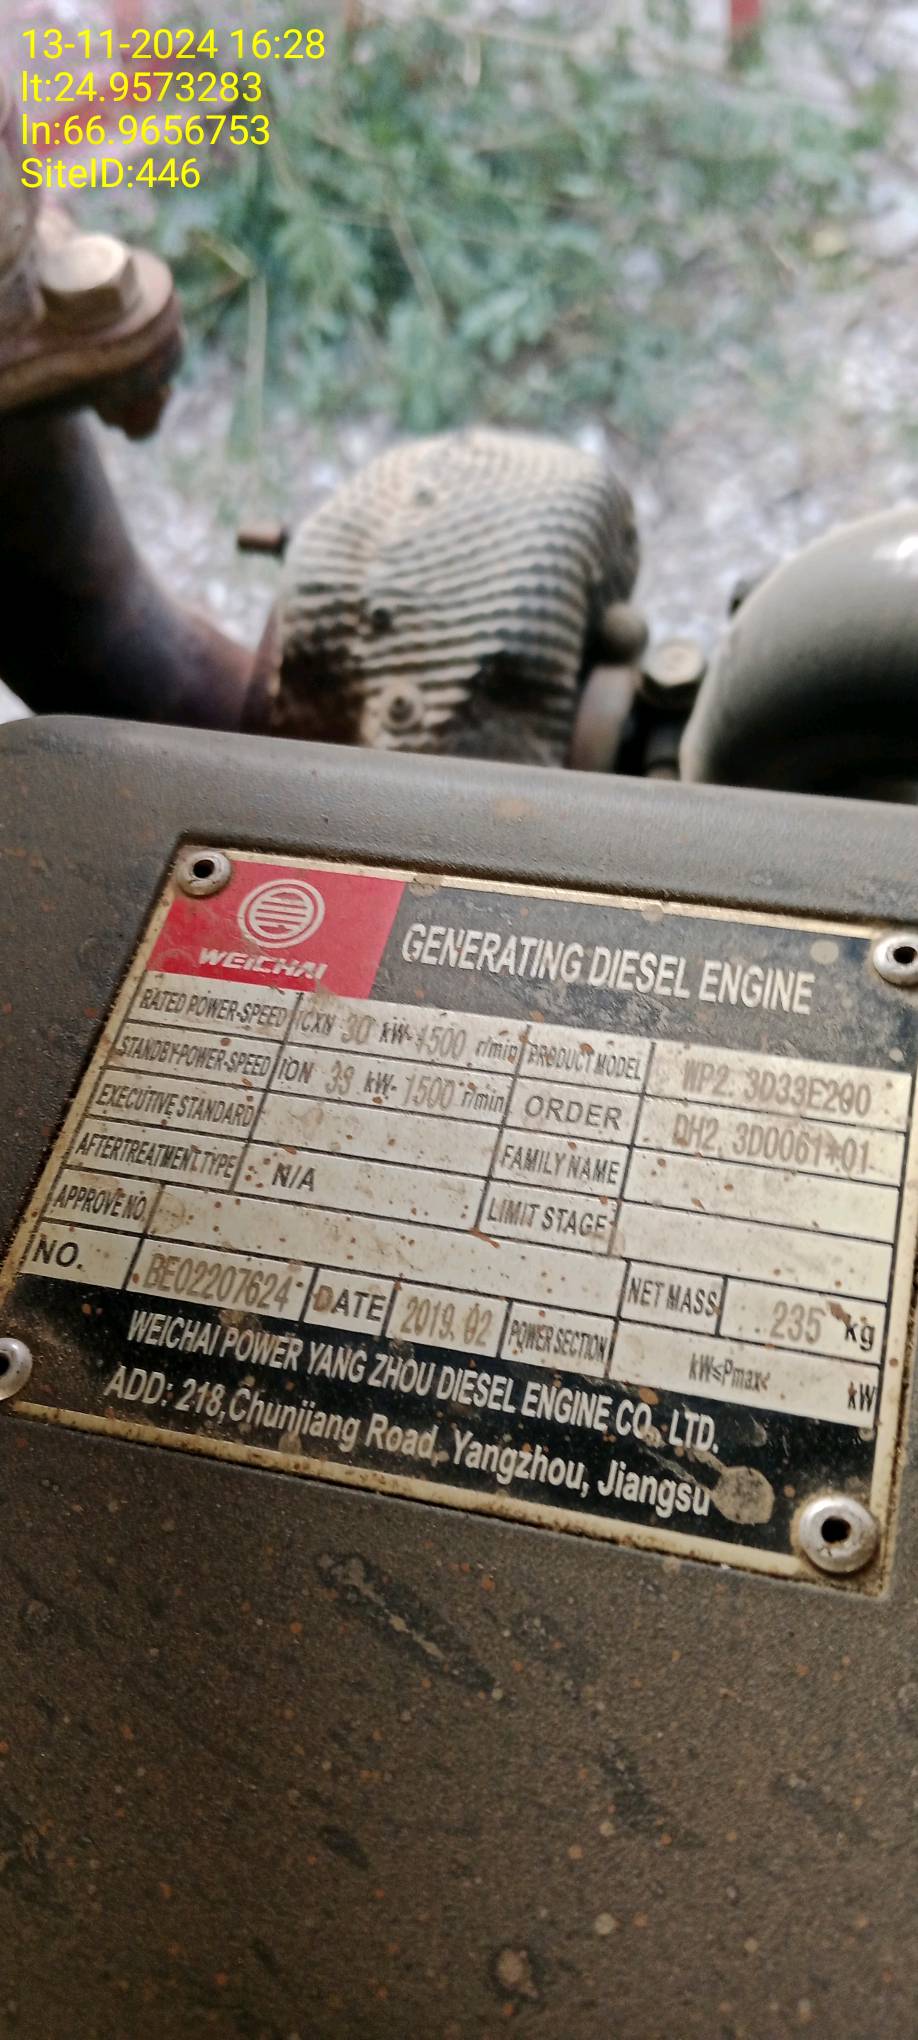 13-11-2024 16:28
lt:24.9573283
ln:66.9656753
SiteID:446
WEICHAI
GENERATING DIESEL ENGINE
RATED POWER-SPEED ICXN 30 kW- 1500 r/min PRODUCT MODEL WP2. 3D33E200
STANDBY-POWER-SPEED ION 33 kW- 1500 r/min ORDER DH2. 3D0061*01
EXECUTIVE STANDARD FAMILY NAME
AFTERTREATMENT TYPE N/A LIMIT STAGE
APPROVE NO. NET MASS 235 kg
NO. BE02207624 DATE 2019.02 POWER SECTION kW≤Pmax< kW
WEICHAI POWER YANG ZHOU DIESEL ENGINE CO., LTD.
ADD: 218,Chunjiang Road, Yangzhou, Jiangsu